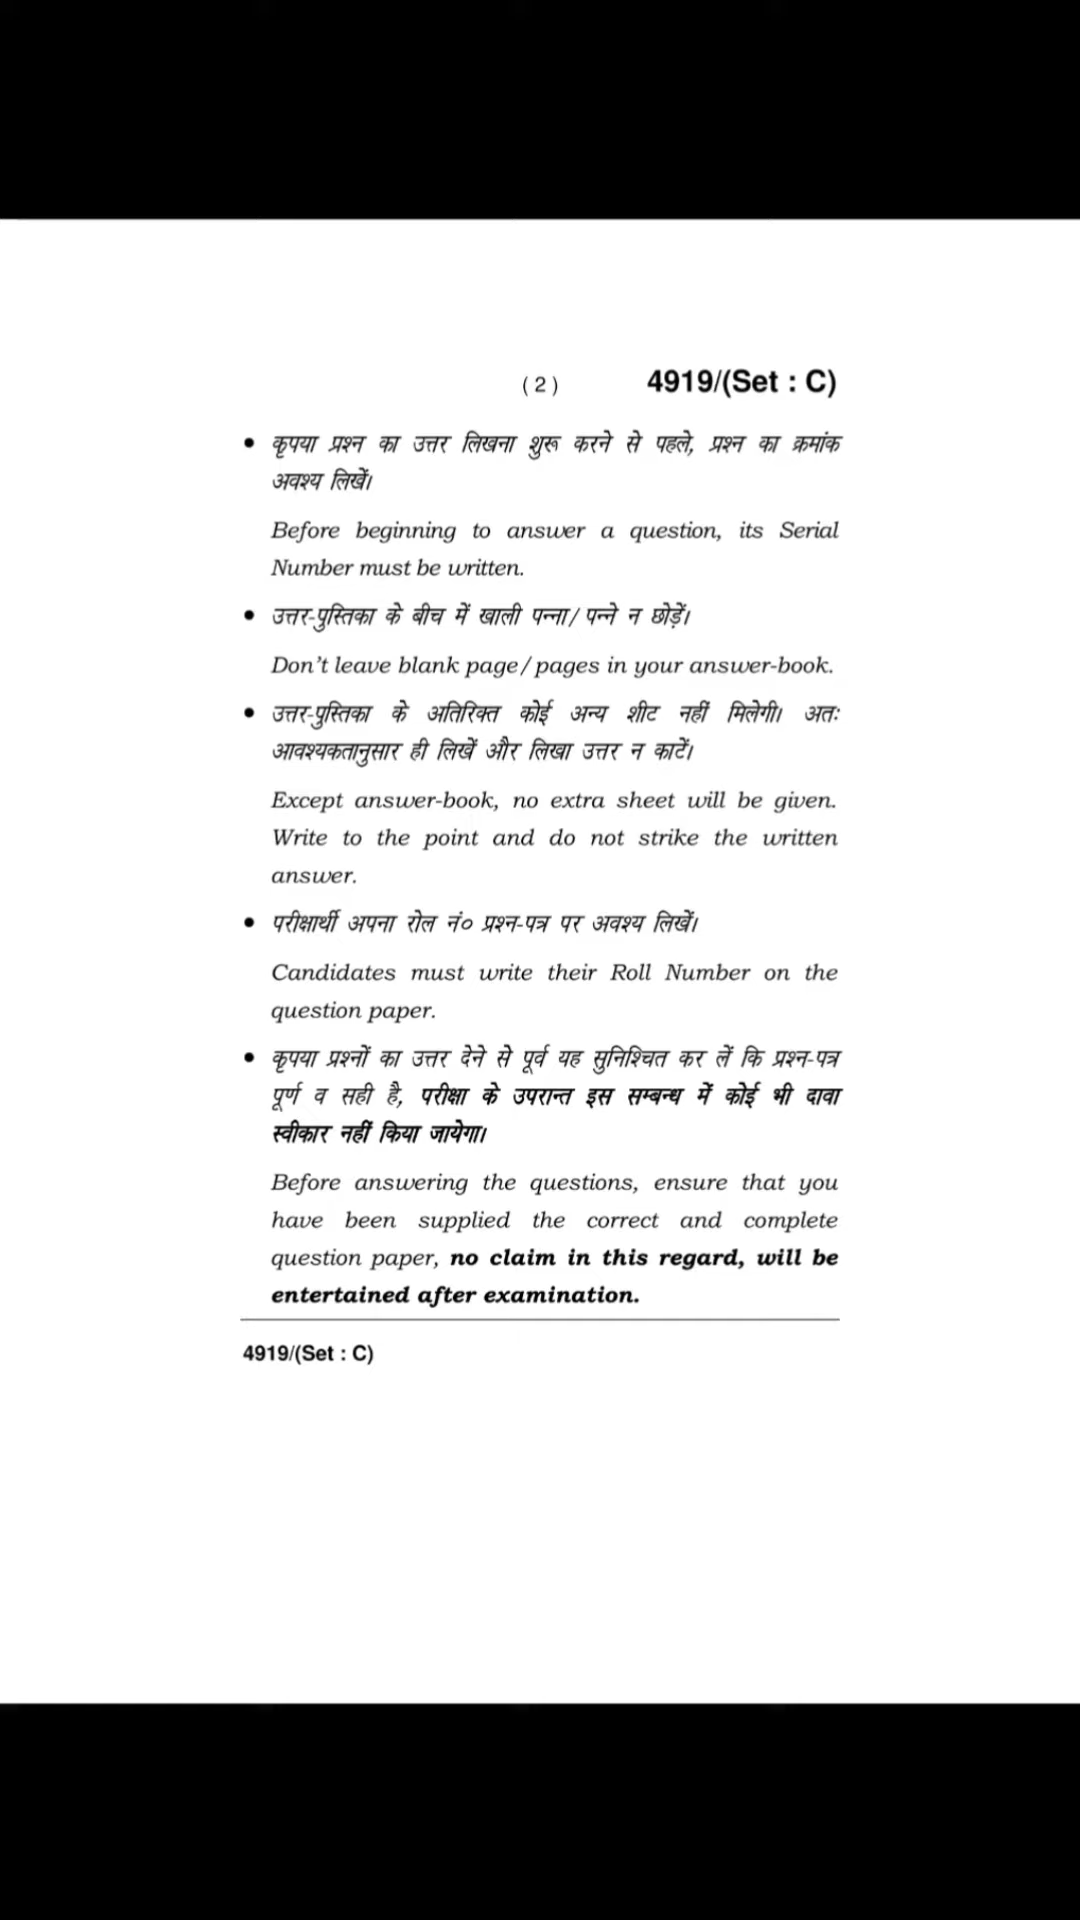 ( 2 ) 4919/(Set : C)
• कृपया प्रश्न का उत्तर लिखना शुरू करने से पहले, प्रश्न का क्रमांक
अवश्य लिखें।
Before beginning to answer a question, its Serial
Number must be written.
• उत्तर-पुस्तिका के बीच में खाली पन्ना/पन्ने न छोड़ें।
Don't leave blank page/pages in your answer-book.
• उत्तर-पुस्तिका के अतिरिक्त कोई अन्य शीट नहीं मिलेगी। अतः
आवश्यकतानुसार ही लिखें और लिखा उत्तर न काटें।
Except answer-book, no extra sheet will be given.
Write to the point and do not strike the written
answer.
• परीक्षार्थी अपना रोल नं० प्रश्न-पत्र पर अवश्य लिखें।
Candidates must write their Roll Number on the
question paper.
• कृपया प्रश्नों का उत्तर देने से पूर्व यह सुनिश्चित कर लें कि प्रश्न-पत्र
पूर्ण व सही है, परीक्षा के उपरान्त इस सम्बन्ध में कोई भी दावा
स्वीकार नहीं किया जायेगा।
Before answering the questions, ensure that you
have been supplied the correct and complete
question paper, no claim in this regard, will be
entertained after examination.
4919/(Set : C)